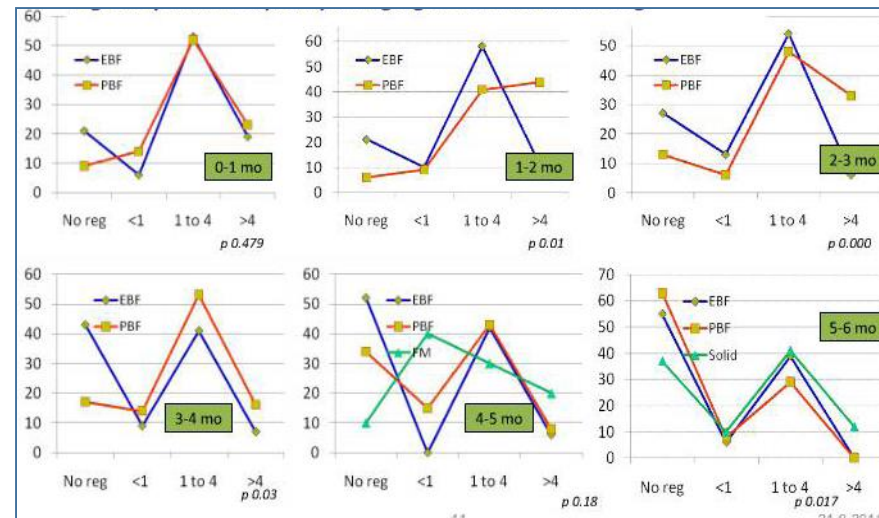 60
50
40
30
20
10
0
EBF
PBF
0-1 mo
No reg <1 1 to 4 >4
p 0.479
60
50
40
30
20
10
0
EBF
PBF
1-2 mo
No reg <1 1 to 4 >4
p 0.01
50
40
30
20
10
0
EBF
PBF
2-3 mo
No reg <1 1 to 4 >4
p 0.000
60
50
40
30
20
10
0
EBF
PBF
3-4 mo
No reg <1 1 to 4 >4
p 0.03
60
50
40
30
20
10
0
EBF
PBF
FM
4-5 mo
No reg <1 1 to 4 >4
p 0.18
70
60
50
40
30
20
10
0
EBF
PBF
Solid
5-6 mo
No reg <1 1 to 4 >4
p 0.017